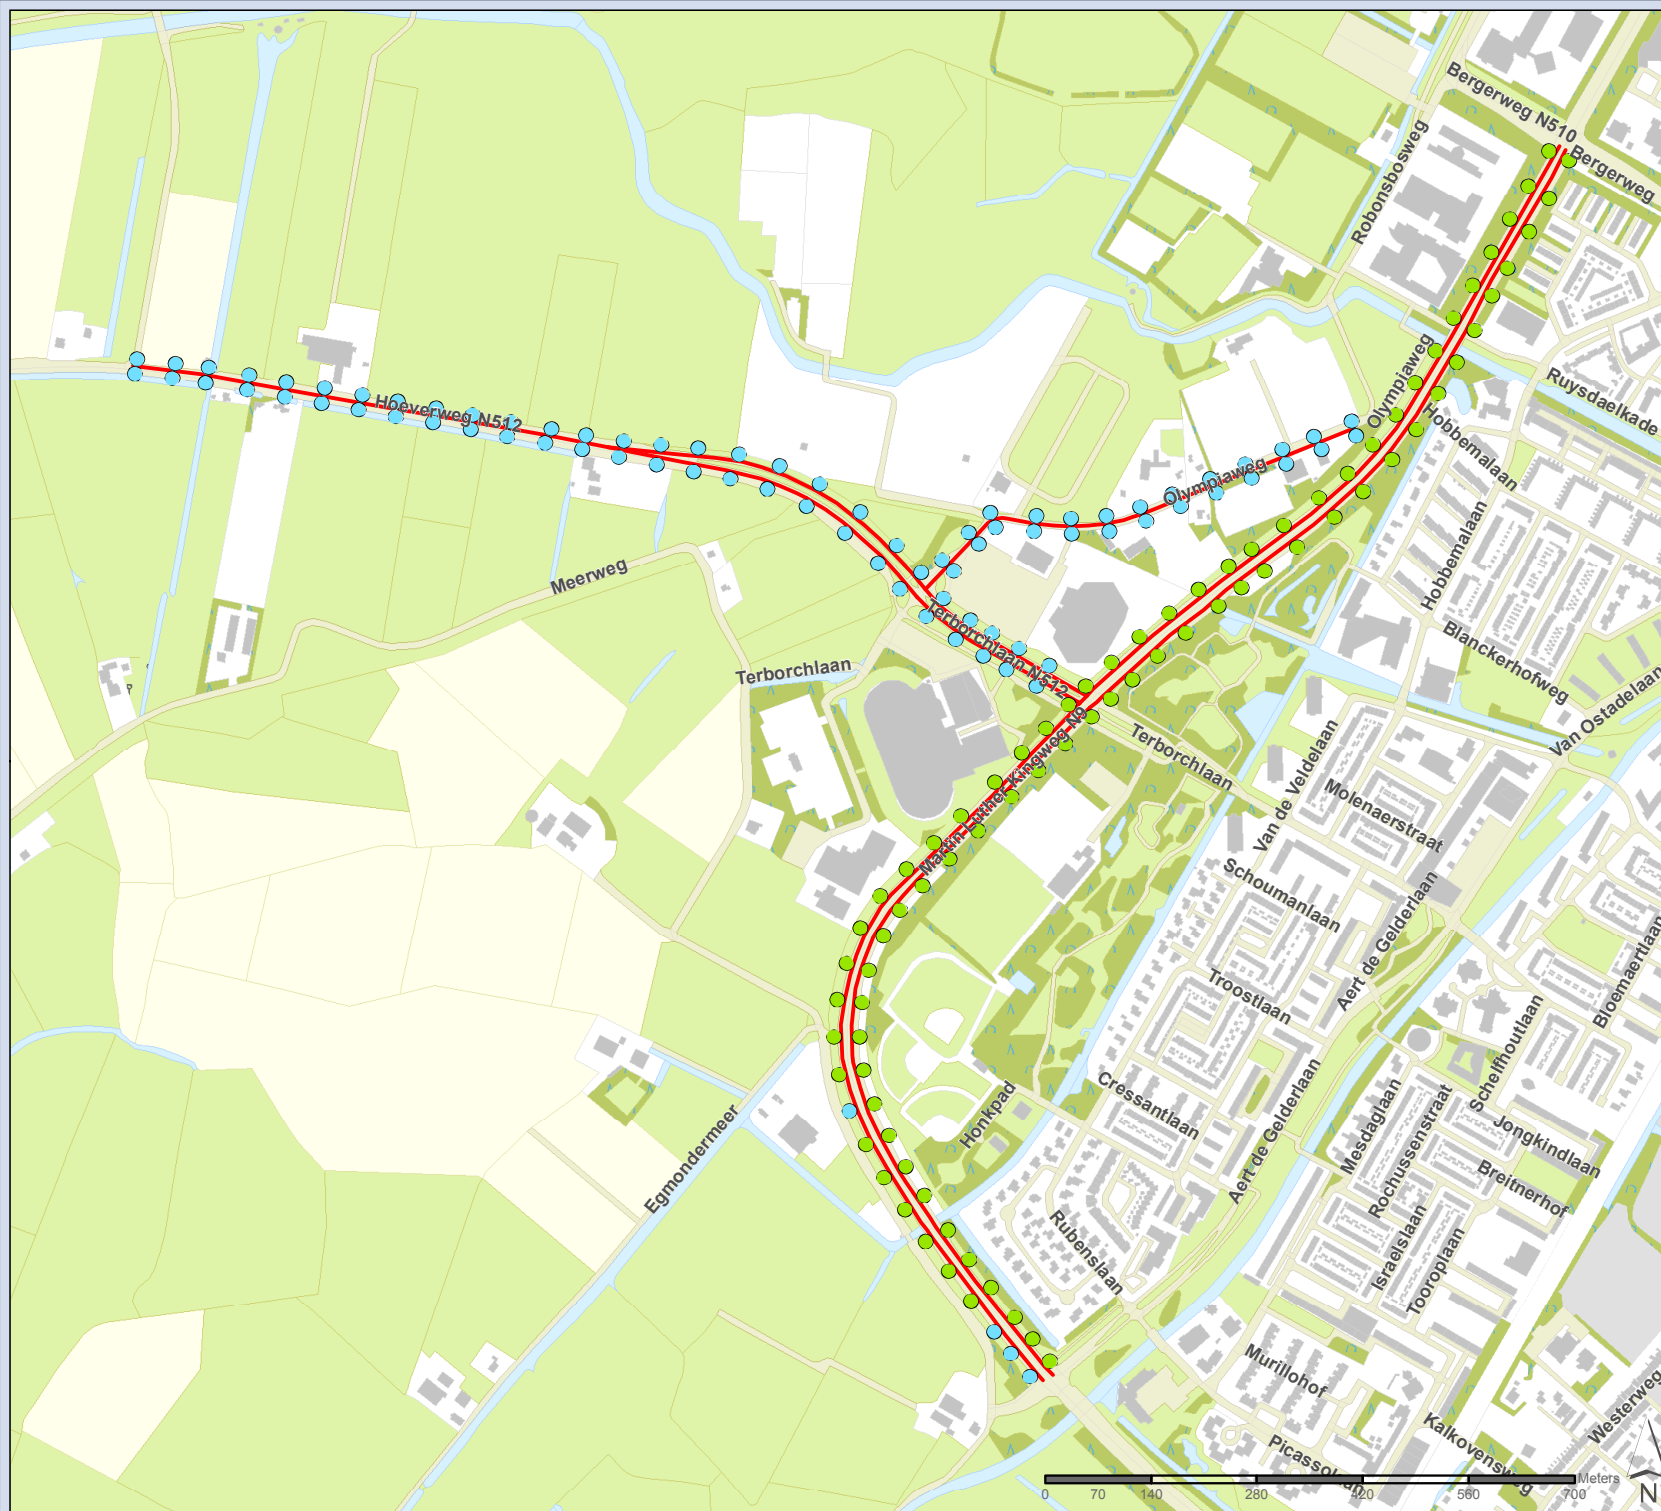 Bergerweg N510
Bergerweg
Robonsbosweg
Olympiaweg
Ruysdaelkade
Hobbemalaan
Hoeverweg N512
Olympiaweg
Hobbemalaan
Meerweg
Terborchlaan N512
Blanckerhofweg
Terborchlaan
Van Ostadelaan
Martin Luther Kingweg N9
Terborchlaan
Van de Veldelaan
Molenaerstraat
Schoumanlaan
Aert de Gelderlaan
Bloemaertlaan
Troostlaan
Schelfhoutlaan
Honkpad
Cressantlaan
Aert de Gelderlaan
Mesdaglaan
Rochussenstraat
Jongkindlaan
Breitnerhof
Egmondermeer
Rubenslaan
Israelslaan
Tooroplaan
Murillohof
Westerweg
Kalkovensweg
Picassolaan
Meters
0 70 140 280 420 560 700
N